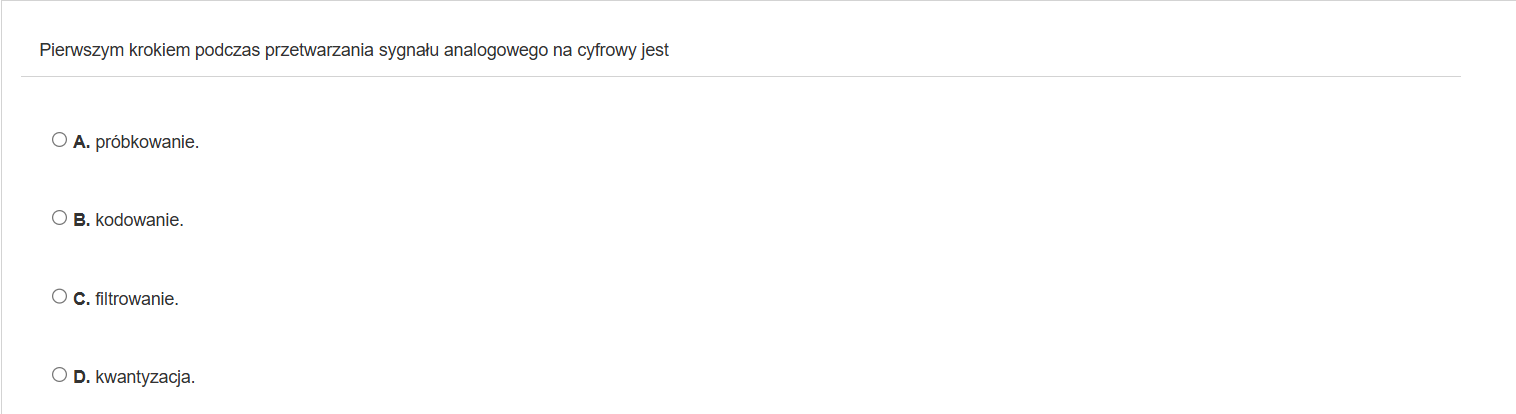 Pierwszym krokiem podczas przetwarzania sygnału analogowego na cyfrowy jest
A. próbkowanie.
B. kodowanie.
C. filtrowanie.
D. kwantyzacja.